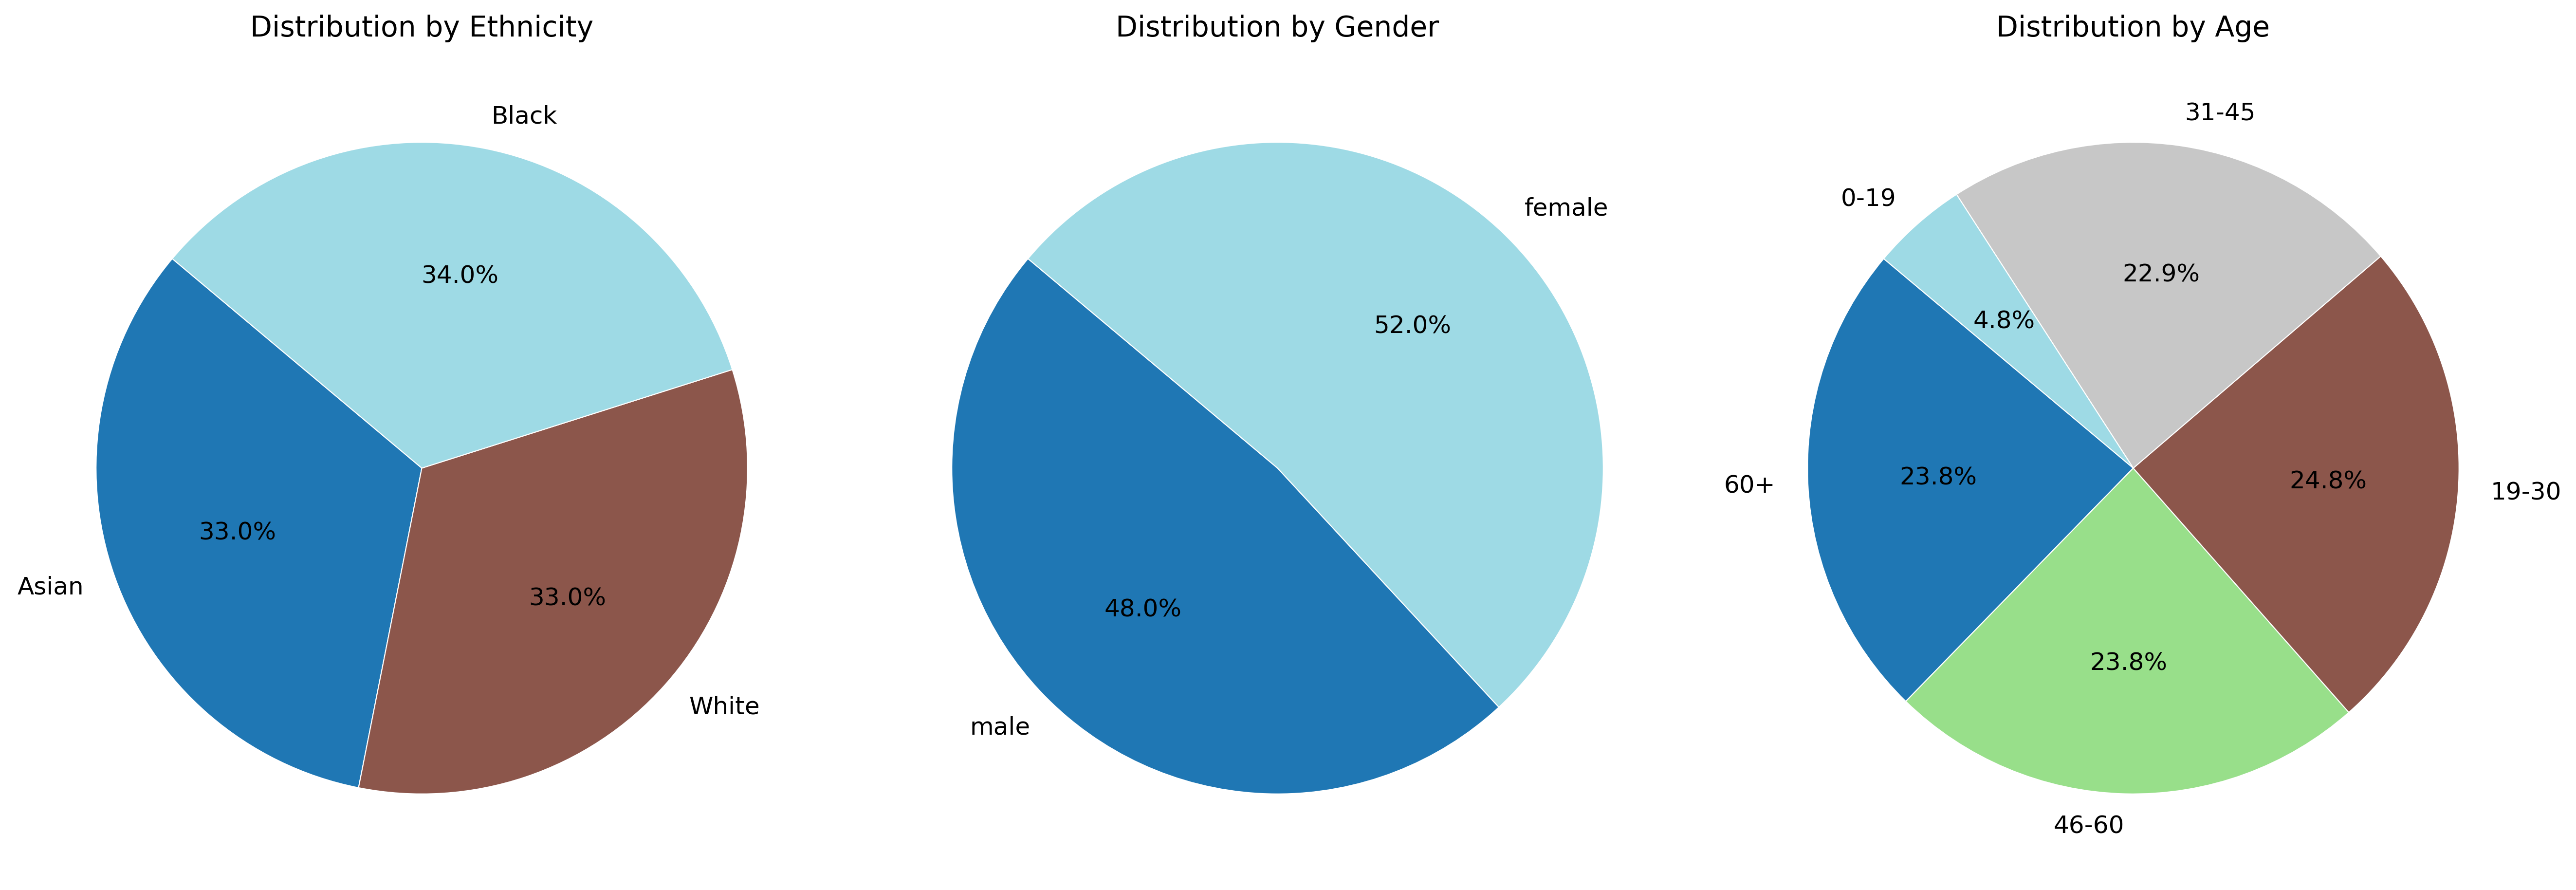 Distribution by Ethnicity
Black
34.0%
33.0%
Asian
33.0%
White
Distribution by Gender
female
52.0%
48.0%
male
Distribution by Age
31-45
0-19
22.9%
4.8%
60+
23.8%
24.8%
19-30
23.8%
46-60